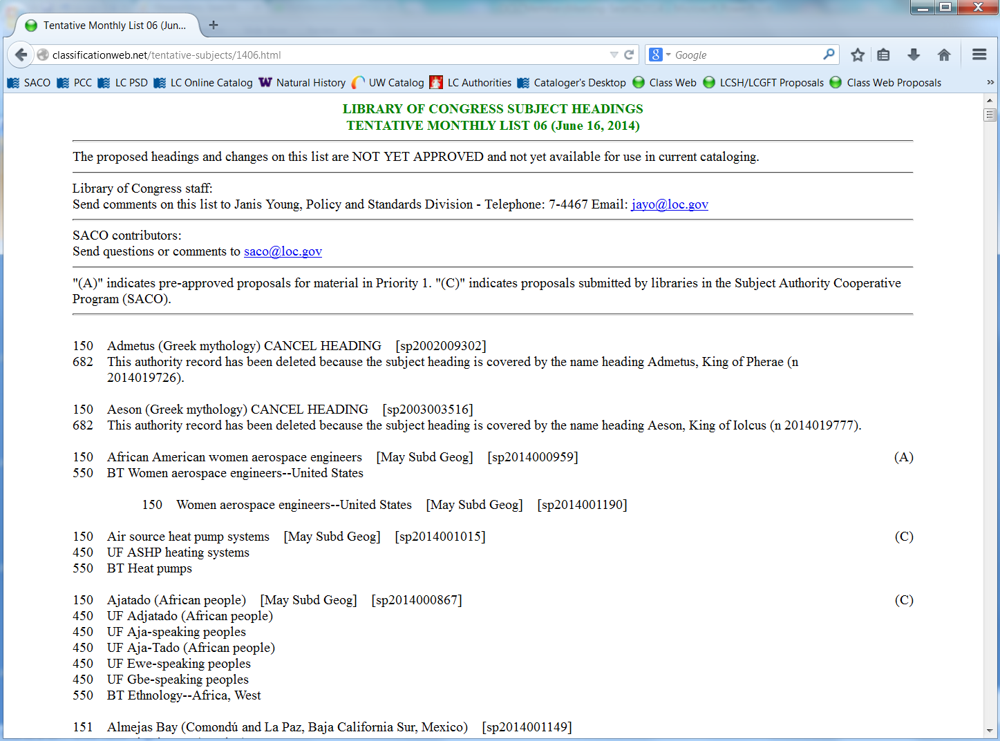 Tentative Monthly List 06 (Jun...
classificationweb.net/tentative-subjects/1406.html
Google
SACO PCC LC PSD LC Online Catalog Natural History UW Catalog LC Authorities Cataloger's Desktop Class Web LCSH/LCGFT Proposals Class Web Proposals
LIBRARY OF CONGRESS SUBJECT HEADINGS
TENTATIVE MONTHLY LIST 06 (June 16, 2014)
The proposed headings and changes on this list are NOT YET APPROVED and not yet available for use in current cataloging.
Library of Congress staff:
Send comments on this list to Janis Young, Policy and Standards Division - Telephone: 7-4467 Email: jayo@loc.gov
SACO contributors:
Send questions or comments to saco@loc.gov
"(A)" indicates pre-approved proposals for material in Priority 1. "(C)" indicates proposals submitted by libraries in the Subject Authority Cooperative
Program (SACO).
150 Admetus (Greek mythology) CANCEL HEADING [sp2002009302]
682 This authority record has been deleted because the subject heading is covered by the name heading Admetus, King of Pherae (n
2014019726).
150 Aeson (Greek mythology) CANCEL HEADING [sp2003003516]
682 This authority record has been deleted because the subject heading is covered by the name heading Aeson, King of Iolcus (n 2014019777).
150 African American women aerospace engineers [May Subd Geog] [sp2014000959] (A)
550 BT Women aerospace engineers--United States
150 Women aerospace engineers--United States [May Subd Geog] [sp2014001190]
150 Air source heat pump systems [May Subd Geog] [sp2014001015] (C)
450 UF ASHP heating systems
550 BT Heat pumps
150 Ajatado (African people) [May Subd Geog] [sp2014000867] (C)
450 UF Adjatado (African people)
450 UF Aja-speaking peoples
450 UF Aja-Tado (African people)
450 UF Ewe-speaking peoples
450 UF Gbe-speaking peoples
550 BT Ethnology--Africa, West
151 Almejas Bay (Comondú and La Paz, Baja California Sur, Mexico) [sp2014001149]